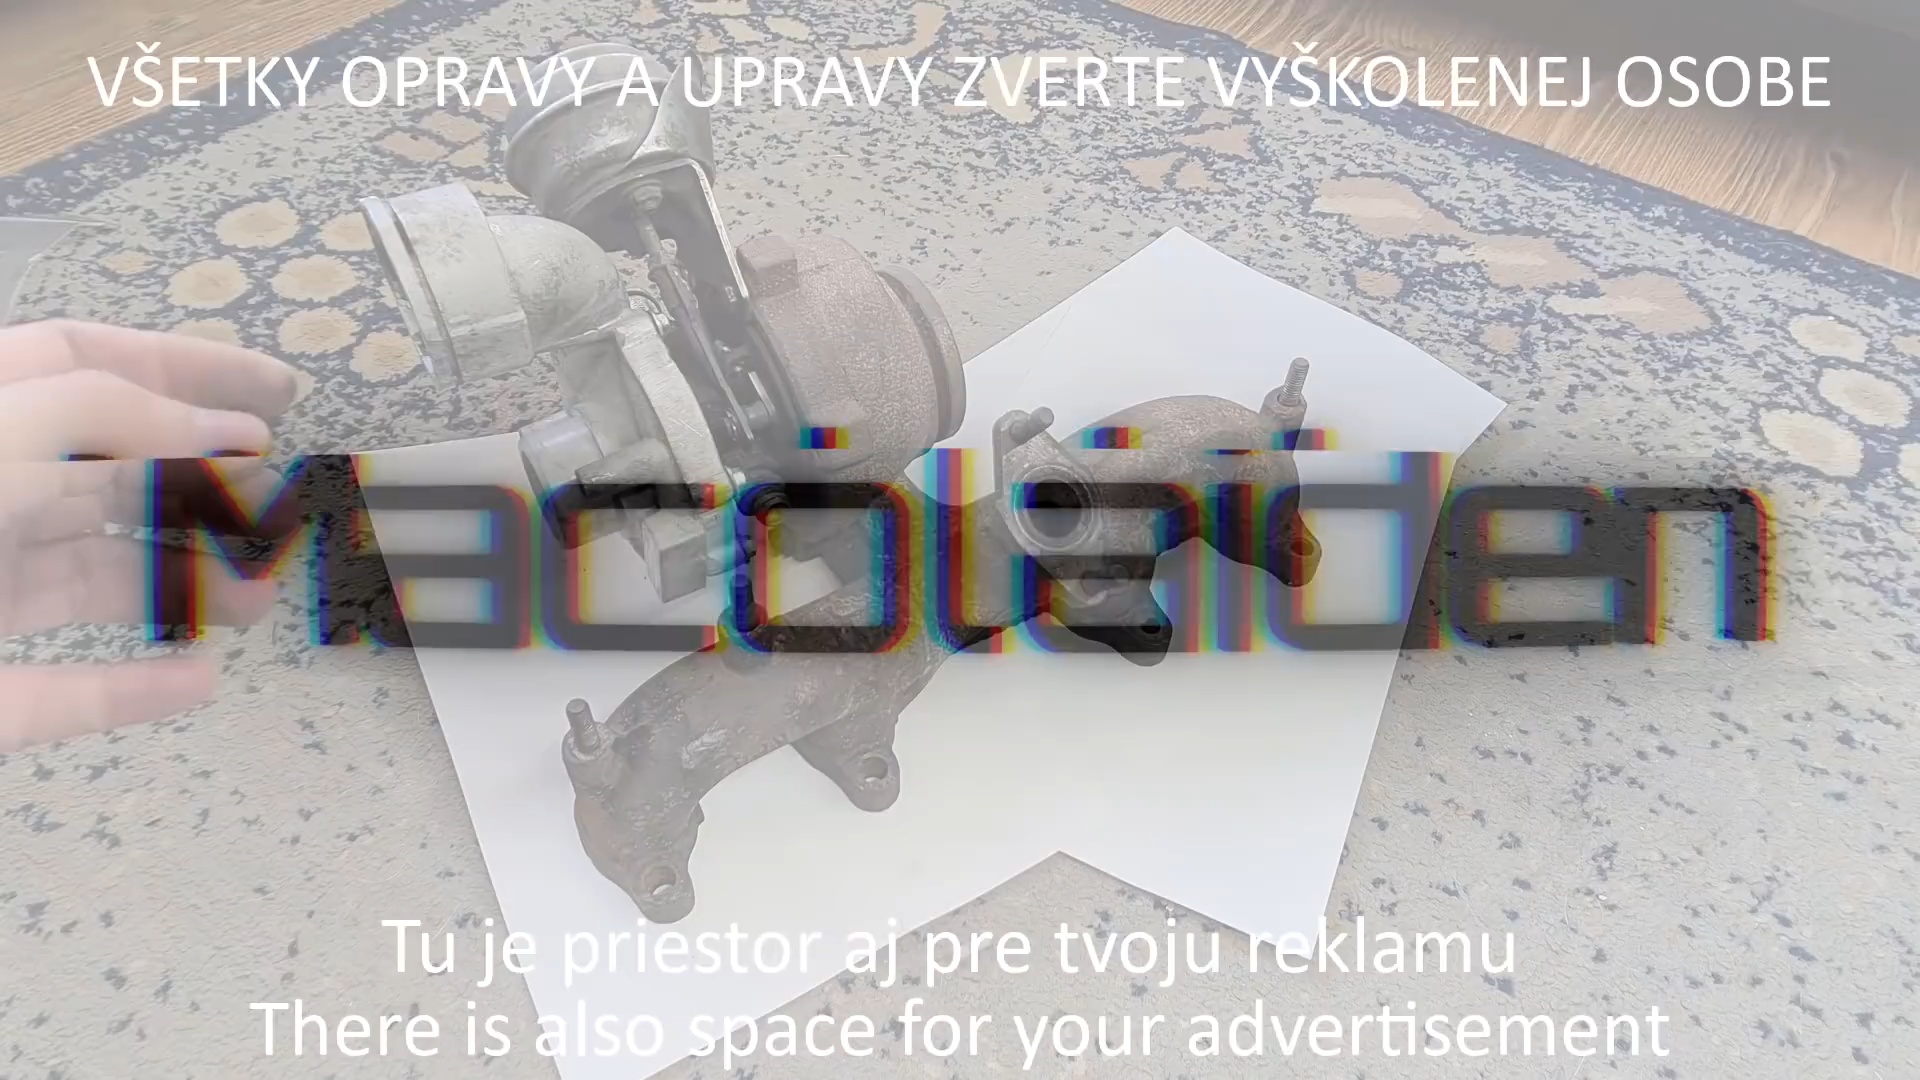 VŠETKY OPRAVY A UPRAVY ZVERTE VYŠKOLENEJ OSOBE
Macolaiden
Tu je priestor aj pre tvoju reklamu
There is also space for your advertisement